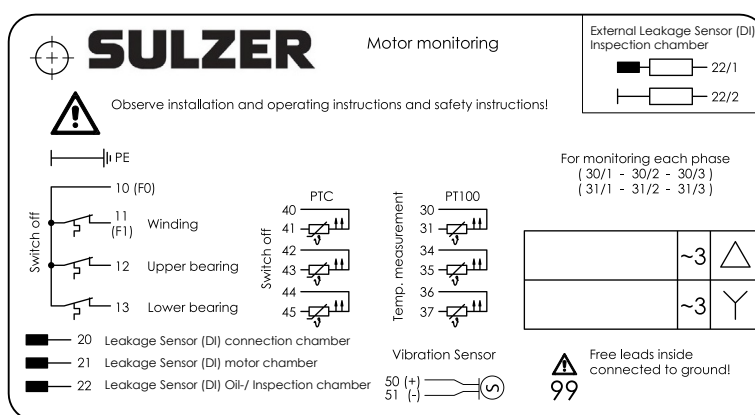 SULZER
Motor monitoring
External Leakage Sensor (DI)
Inspection chamber
22/1
22/2
Observe installation and operating instructions and safety instructions!
PE
For monitoring each phase
( 30/1 - 30/2 - 30/3 )
( 31/1 - 31/2 - 31/3 )
Switch off
10 (F0)
11 Winding
(F1)
12 Upper bearing
13 Lower bearing
Switch off
PTC
40
41
42
43
44
45
Temp. measurement
PT100
30
31
34
35
36
37
~3
~3
20 Leakage Sensor (DI) connection chamber
21 Leakage Sensor (DI) motor chamber
22 Leakage Sensor (DI) Oil-/ Inspection chamber
Vibration Sensor
50 (+)
51 (-)
S
99
Free leads inside
connected to ground!